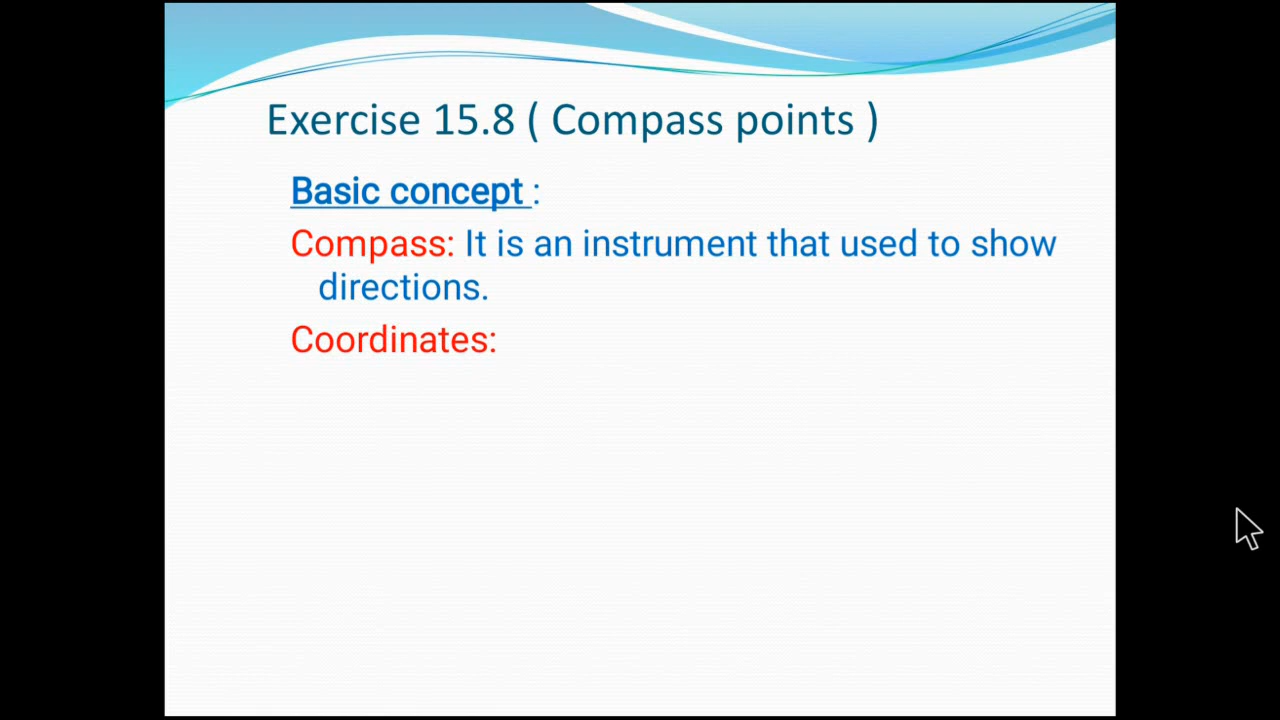 Exercise 15.8 ( Compass points )
Basic concept :
Compass: It is an instrument that used to show
directions.
Coordinates: